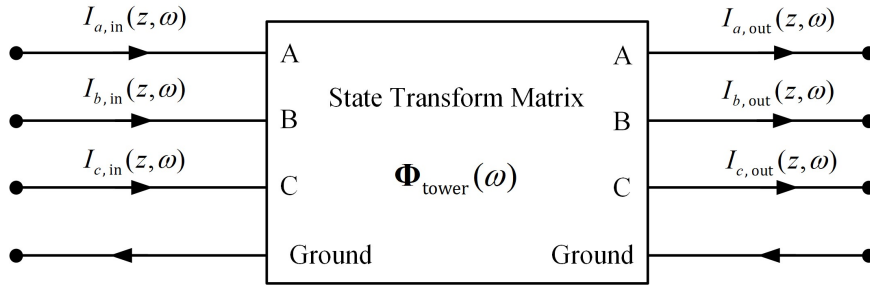 I_{a,in}(z,ω)
I_{a,out}(z,ω)
A
A
I_{b,in}(z,ω)
State Transform Matrix
I_{b,out}(z,ω)
B
B
I_{c,in}(z,ω)
Φ_{tower}(ω)
I_{c,out}(z,ω)
C
C
Ground
Ground